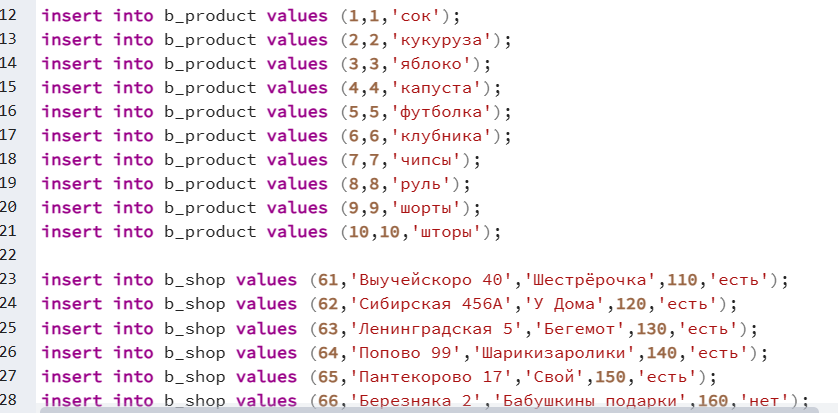 12 insert into b_product values (1,1,'сок');
13 insert into b_product values (2,2,'кукуруза');
14 insert into b_product values (3,3,'яблоко');
15 insert into b_product values (4,4,'капуста');
16 insert into b_product values (5,5,'футболка');
17 insert into b_product values (6,6,'клубника');
18 insert into b_product values (7,7,'чипсы');
19 insert into b_product values (8,8,'руль');
20 insert into b_product values (9,9,'шорты');
21 insert into b_product values (10,10,'шторы');
22
23 insert into b_shop values (61,'Выучейскоро 40','Шестрёрочка',110,'есть');
24 insert into b_shop values (62,'Сибирская 456А','У Дома',120,'есть');
25 insert into b_shop values (63,'Ленинградская 5','Бегемот',130,'есть');
26 insert into b_shop values (64,'Попово 99','Шарикизаролики',140,'есть');
27 insert into b_shop values (65,'Пантекорово 17','Свой',150,'есть');
28 insert into b_shop values (66,'Березняка 2','Бабушкины подарки',160,'нет');